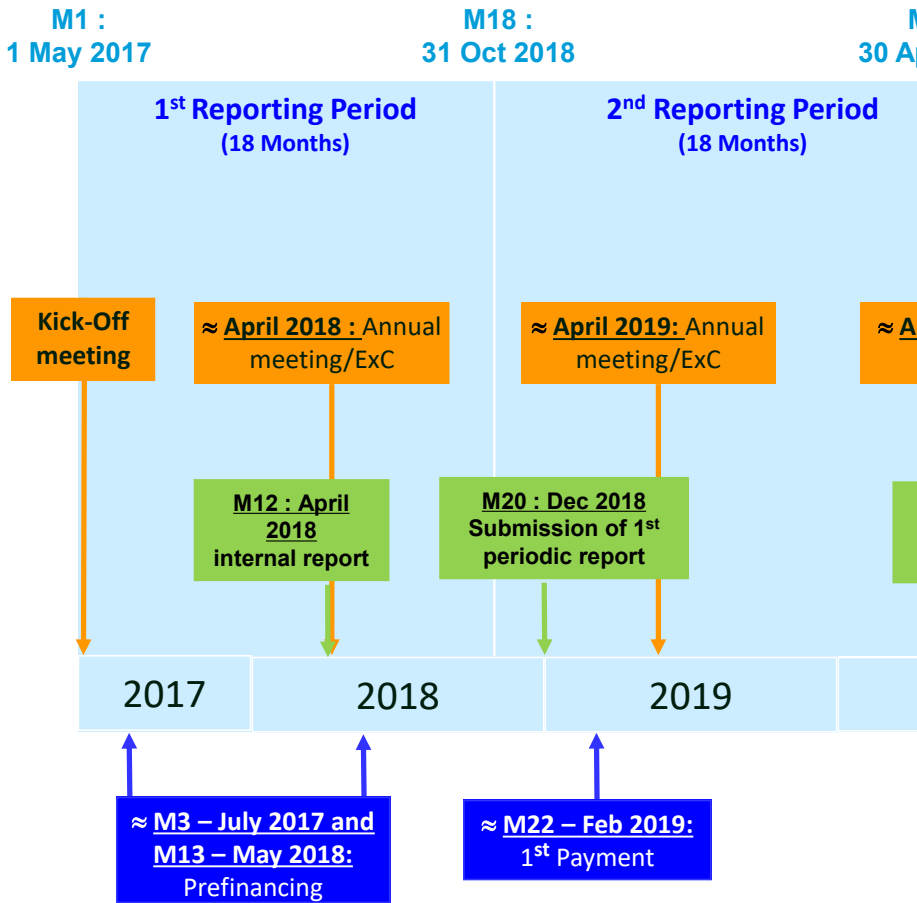 M1 :
1 May 2017
M18 :
31 Oct 2018
30
1st Reporting Period
(18 Months)
2nd Reporting Period
(18 Months)
Kick-Off
meeting
≈ April 2018 : Annual
meeting/ExC
≈ April 2019: Annual
meeting/ExC
≈
M12 : April
2018
internal report
M20 : Dec 2018
Submission of 1st
periodic report
2017
2018
2019
≈ M3 – July 2017 and
M13 – May 2018:
Prefinancing
≈ M22 – Feb 2019:
1st Payment